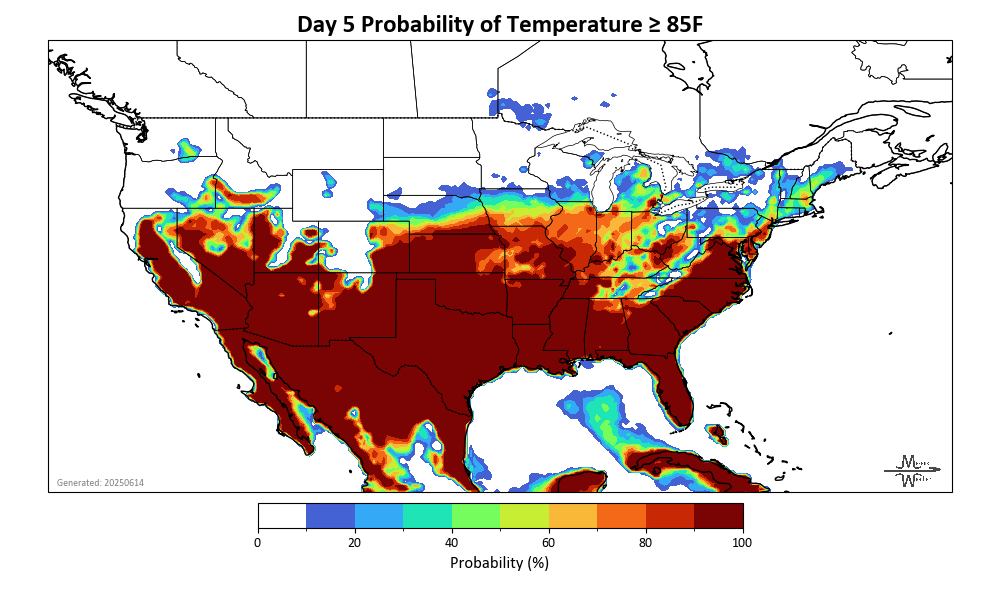 Day 5 Probability of Temperature ≥ 85F
Generated: 20250614
0 20 40 60 80 100
Probability (%)